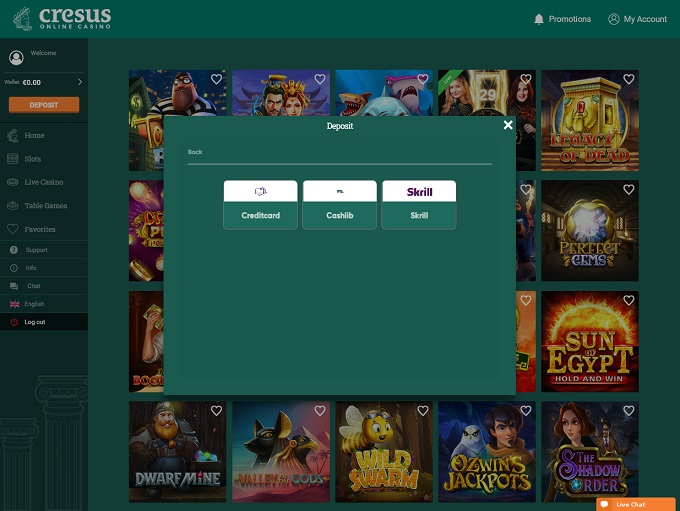 cresus
ONLINE CASINO
Promotions
My Account
Welcome
Wallet €0.00
DEPOSIT
Home
Slots
Live Casino
Table Games
Favorites
Support
Info
Chat
English
Log out
Deposit
Back
Skrill
Creditcard
Cashlib
Skrill
29
LEGACY
OF DEAD
PERFECT
GEMS
SUN
OF
EGYPT
HOLD AND WIN
DWARF MINE
VALLEY OF THE GODS
WILD
SWARM
OZWIN'S
JACKPOTS
THE
SHADOW
ORDER
Live Chat